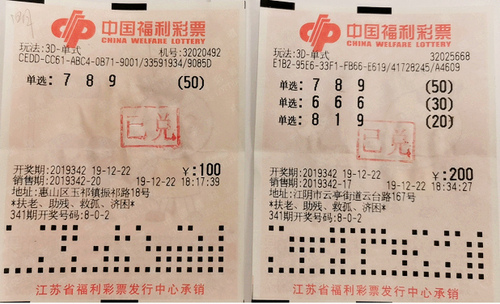 中国福利彩票
CHINA WELFARE LOTTERY
玩法:3D-单式 机号:32020492
CEDD-CC61-ABC4-0B71-9001/33591934/9085D
单选: 7 8 9 (50)
已兑
开奖期:2019342 19-12-22 ¥:100
销售期:2019342-20 19-12-22 18:17:39
地址:惠山区玉祁镇振祁路18号
*扶老、助残、救孤、济困*
341期开奖号码:8-0-2
江苏省福利彩票发行中心承销
中国福利彩票
CHINA WELFARE LOTTERY
玩法:3D-单式 32025668
E1B2-95E6-33F1-FB66-E619/41728245/A4609
单选: 7 8 9 (50)
单选: 6 6 6 (30)
单选: 8 1 9 (20)
已兑
开奖期:2019342 19-12-22 ¥:200
销售期:2019342-17 19-12-22 18:34:27
地址:江阴市云亭街道云台路167号
*扶老、助残、救孤、济困*
341期开奖号码:8-0-2
江苏省福利彩票发行中心承销